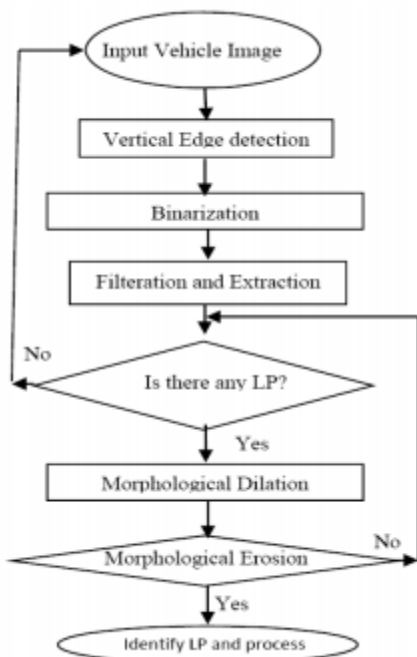 Input Vehicle Image
Vertical Edge detection
Binarization
Filteration and Extraction
No
Is there any LP?
Yes
Morphological Dilation
Morphological Erosion
No
Yes
Identify LP and process